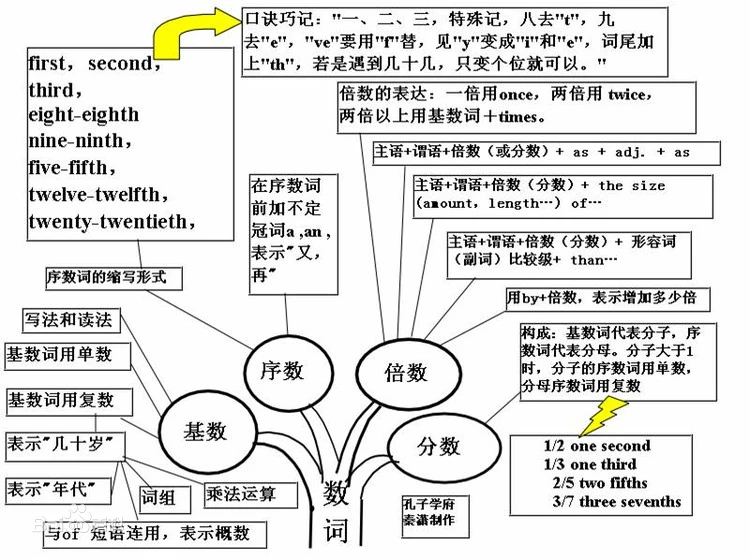 口诀巧记："一、二、三，特殊记，八去"t"，九
去"e"，"ve"要用"f"替，见"y"变成"i"和"e"，词尾加
上"th"，若是遇到几十几，只变个位就可以。"
first，second，
third，
eight-eighth
nine-ninth，
five-fifth，
twelve-twelfth，
twenty-twentieth，
序数词的缩写形式
在序数词
前加不定
冠词a ,an ,
表示"又，
再"
倍数的表达：一倍用once，两倍用 twice，
两倍以上用基数词＋times。
主语+谓语+倍数（或分数）+ as + adj. + as
主语+谓语+倍数（分数）+ the size
(amount，length…) of…
主语+谓语+倍数（分数）+ 形容词
（副词）比较级+ than…
用by+倍数，表示增加多少倍
构成：基数词代表分子，序
数词代表分母。分子大于1
时，分子的序数词用单数，
分母序数词用复数
1/2 one second
1/3 one third
2/5 two fifths
3/7 three sevenths
写法和读法
基数词用单数
基数词用复数
表示"几十岁"
表示"年代"
词组
乘法运算
与of 短语连用，表示概数
基数
序数
倍数
分数
数
词
孔子学府
秦潇制作
Baidu百科